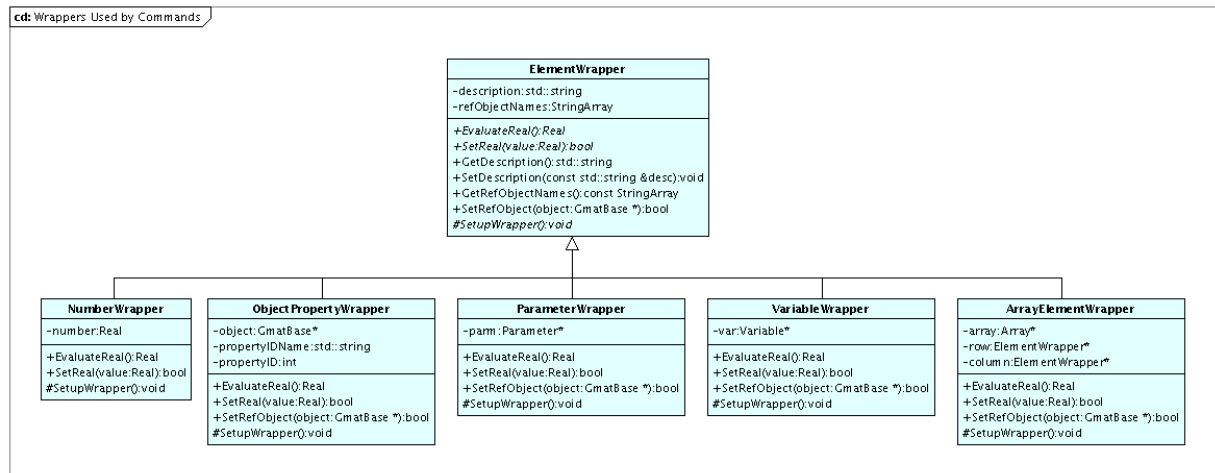 cd: Wrappers Used by Commands
ElementWrapper
-description:std::string
-refObjectNames:StringArray
+EvaluateReal():Real
+SetReal(value:Real):bool
+GetDescription():std::string
+SetDescription(const std::string &desc):void
+GetRefObjectNames():const StringArray
+SetRefObject(object:GmatBase *):bool
#SetupWrapper():void
NumberWrapper
-number:Real
+EvaluateReal():Real
+SetReal(value:Real):bool
#SetupWrapper():void
ObjectPropertyWrapper
-object:GmatBase*
-propertyIDName:std::string
-propertyID:int
+EvaluateReal():Real
+SetReal(value:Real):bool
+SetRefObject(object:GmatBase *):bool
#SetupWrapper():void
ParameterWrapper
-parm:Parameter*
+EvaluateReal():Real
+SetReal(value:Real):bool
+SetRefObject(object:GmatBase *):bool
#SetupWrapper():void
VariableWrapper
-var:Variable*
+EvaluateReal():Real
+SetReal(value:Real):bool
+SetRefObject(object:GmatBase *):bool
#SetupWrapper():void
ArrayElementWrapper
-array:Array*
-row:ElementWrapper*
-column:ElementWrapper*
+EvaluateReal():Real
+SetReal(value:Real):bool
+SetRefObject(object:GmatBase *):bool
#SetupWrapper():void